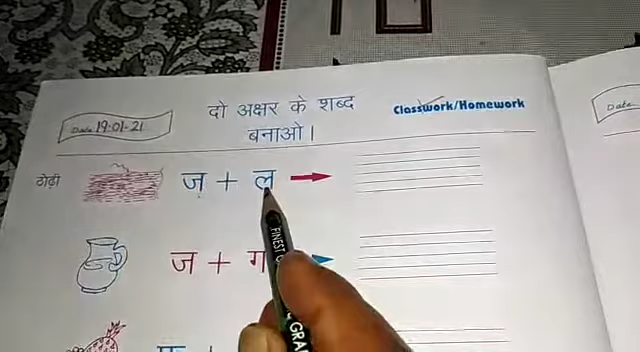 दो अक्षर के शब्द
बनाओ।
Classwork/Homework
Date 19-01-21
ज + ल
ज + ग
FINEST
GRA
Date